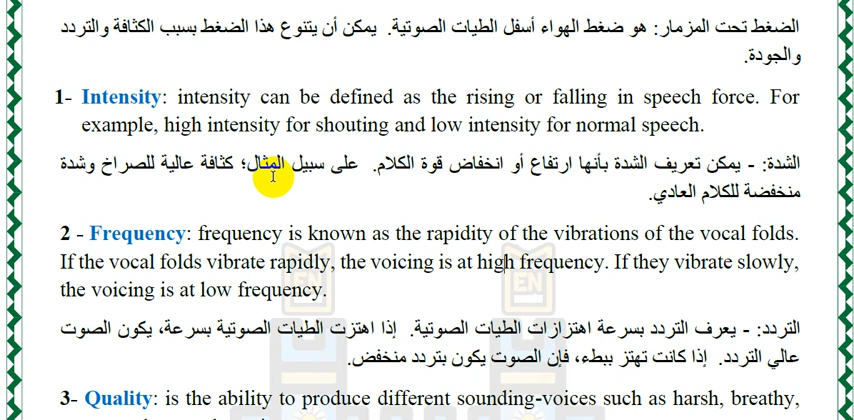 الضغط تحت المزمار: هو ضغط الهواء أسفل الطيات الصوتية. يمكن أن يتنوع هذا الضغط بسبب الكثافة والتردد
والجودة.
1- Intensity: intensity can be defined as the rising or falling in speech force. For
example, high intensity for shouting and low intensity for normal speech.
الشدة: - يمكن تعريف الشدة بأنها ارتفاع أو انخفاض قوة الكلام. على سبيل المثال؛ كثافة عالية للصراخ وشدة
منخفضة للكلام العادي.
2 - Frequency: frequency is known as the rapidity of the vibrations of the vocal folds.
If the vocal folds vibrate rapidly, the voicing is at high frequency. If they vibrate slowly,
the voicing is at low frequency.
التردد: - يعرف التردد بسرعة اهتزازات الطيات الصوتية. إذا اهتزت الطيات الصوتية بسرعة، يكون الصوت
عالي التردد. إذا كانت تهتز ببطء، فإن الصوت يكون بتردد منخفض.
3- Quality: is the ability to produce different sounding-voices such as harsh, breathy,
EN EN